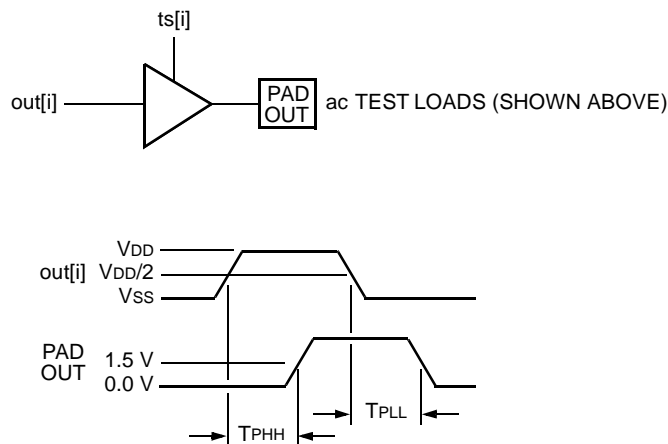 ts[i]
out[i]
PAD
OUT
ac TEST LOADS (SHOWN ABOVE)
VDD
out[i] VDD/2
VSS
PAD
OUT
1.5 V
0.0 V
TPLL
TPHH